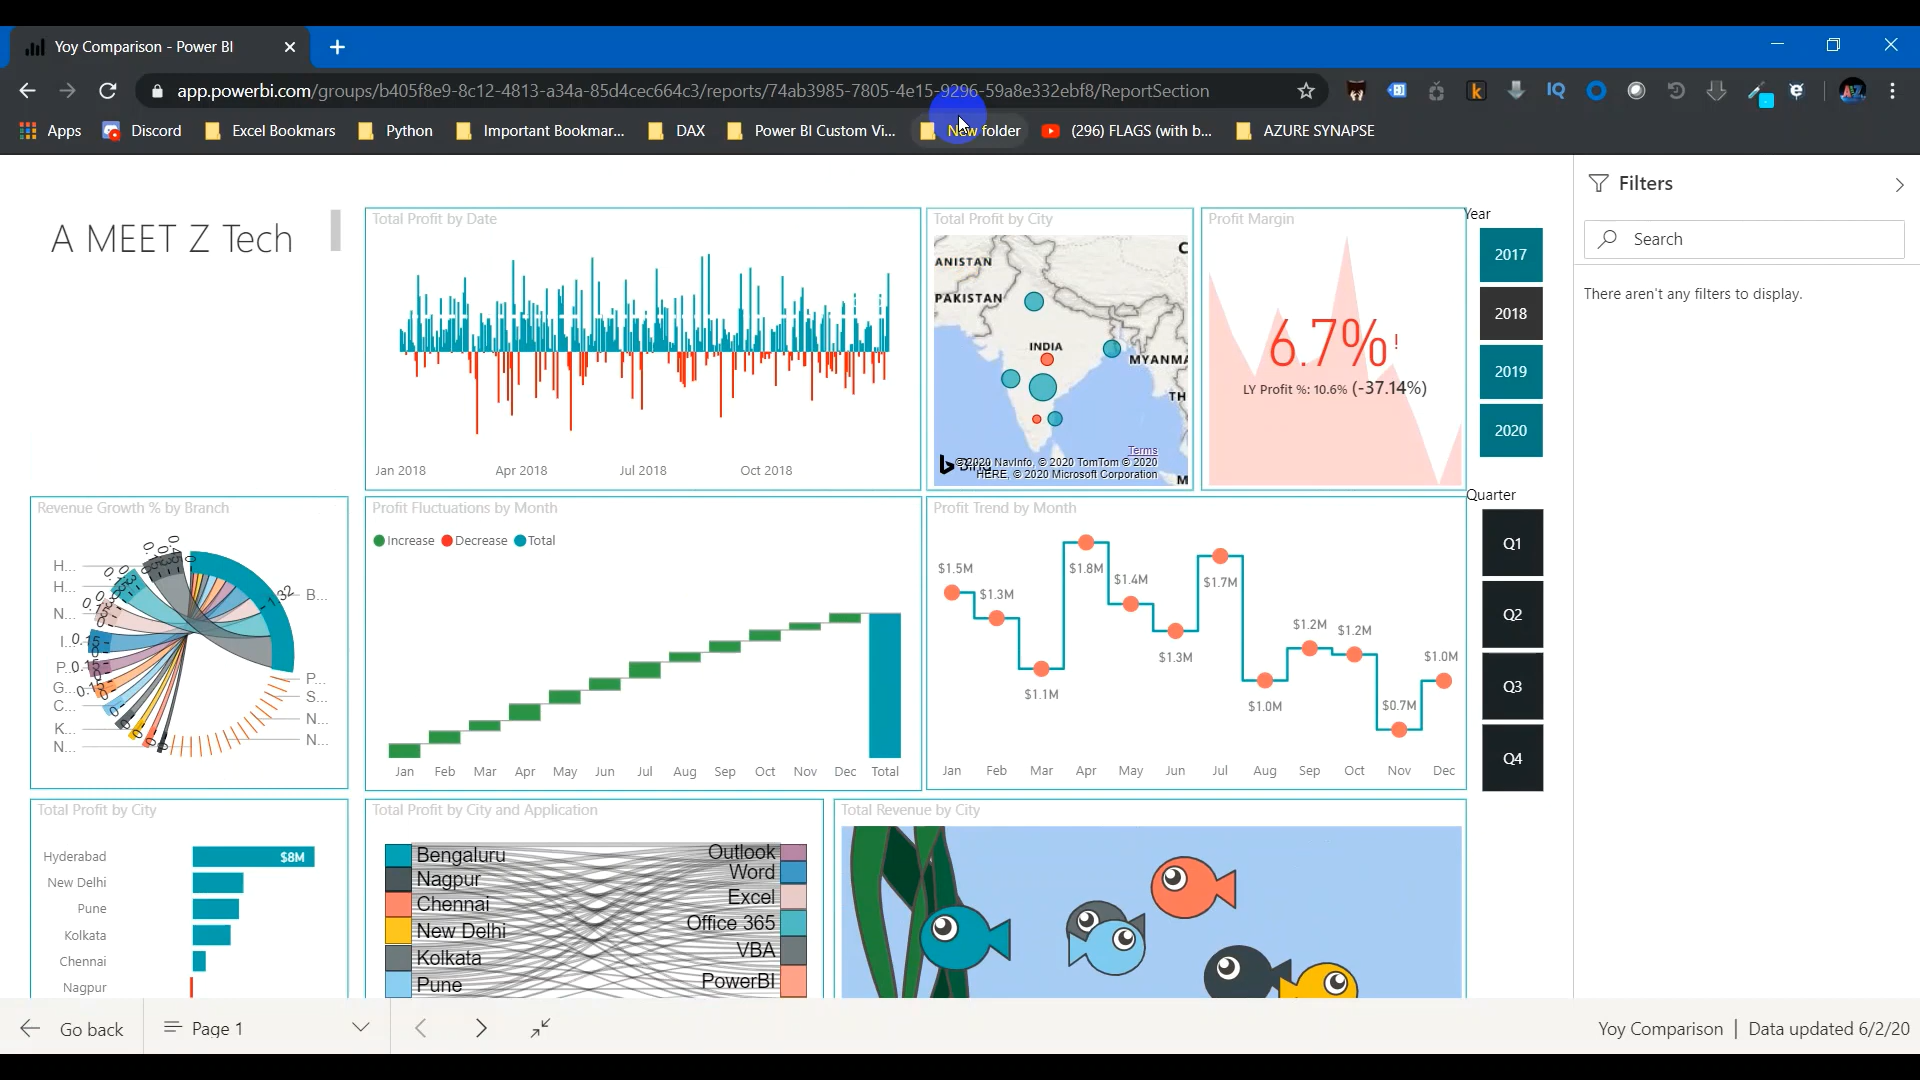 Yoy Comparison - Power BI
app.powerbi.com/groups/b405f8e9-8c12-4813-a34a-85d4cec664c3/reports/74ab3985-7805-4e15-9296-59a8e332ebf8/ReportSection
Apps Discord Excel Bookmars Python Important Bookmar... DAX Power BI Custom Vi... New folder (296) FLAGS (with b... AZURE SYNAPSE
A MEET Z Tech
Total Profit by Date
Jan 2018 Apr 2018 Jul 2018 Oct 2018
Total Profit by City
ANISTAN
PAKISTAN
INDIA
MYANMA
TH
Terms
©2020 NavInfo, © 2020 TomTom © 2020
HERE, © 2020 Microsoft Corporation
Profit Margin
6.7%!
LY Profit %: 10.6% (-37.14%)
Year
2017
2018
2019
2020
Filters
Search
There aren't any filters to display.
Revenue Growth % by Branch
H...
H...
N...
I...
P...
G...
C...
K...
N...
1.32
B...
P...
S...
N...
N...
Profit Fluctuations by Month
Increase Decrease Total
Jan Feb Mar Apr May Jun Jul Aug Sep Oct Nov Dec Total
Profit Trend by Month
$1.5M $1.3M $1.1M $1.8M $1.4M $1.3M $1.7M $1.0M $1.2M $1.2M $0.7M $1.0M
Jan Feb Mar Apr May Jun Jul Aug Sep Oct Nov Dec
Quarter
Q1
Q2
Q3
Q4
Total Profit by City
Hyderabad $8M
New Delhi
Pune
Kolkata
Chennai
Nagpur
Total Profit by City and Application
Bengaluru
Nagpur
Chennai
New Delhi
Kolkata
Pune
Outlook
Word
Excel
Office 365
VBA
PowerBI
Total Revenue by City
Go back Page 1
Yoy Comparison | Data updated 6/2/20